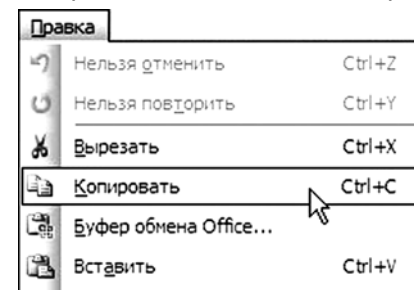 Правка
Нельзя отменить Ctrl+Z
Нельзя повторить Ctrl+Y
Вырезать Ctrl+X
Копировать Ctrl+C
Буфер обмена Office...
Вставить Ctrl+V